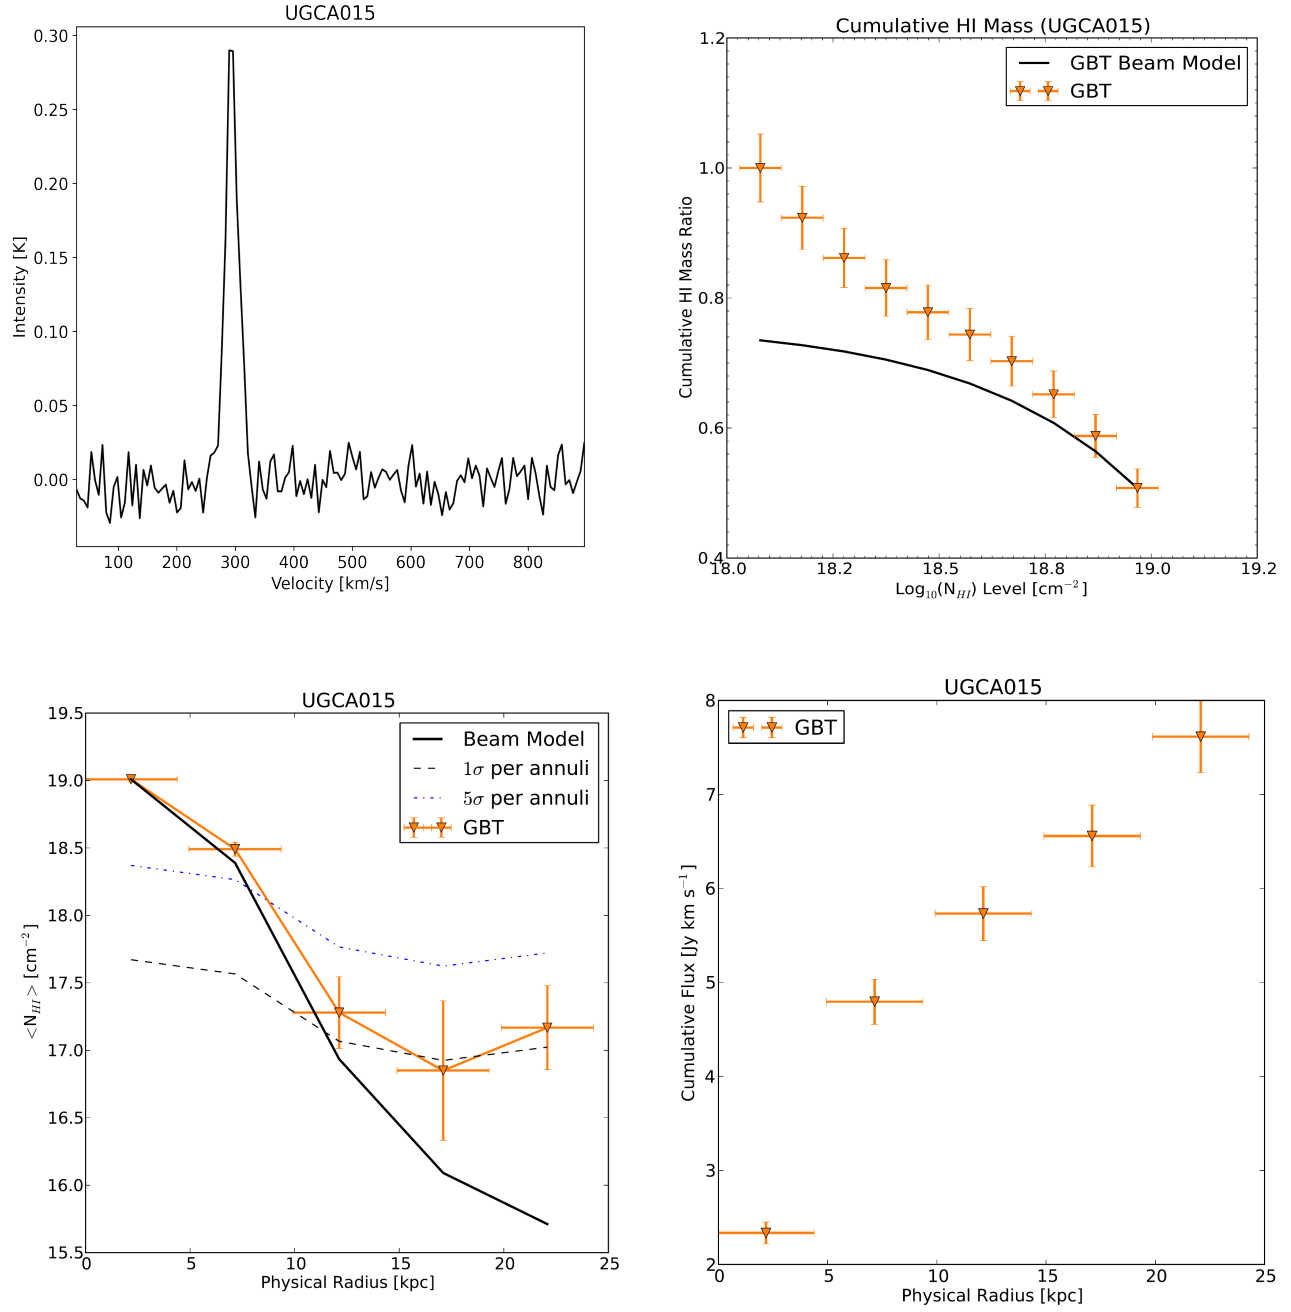 UGCA015
0.30
0.25
0.20
0.15
0.10
0.05
0.00
Intensity [K]
100 200 300 400 500 600 700 800
Velocity [km/s]
Cumulative HI Mass (UGCA015)
GBT Beam Model
GBT
1.2
1.0
0.8
0.6
0.4
Cumulative HI Mass Ratio
18.0 18.2 18.5 18.8 19.0 19.2
Log₁₀(N_HI) Level [cm⁻²]
UGCA015
Beam Model
1σ per annuli
5σ per annuli
GBT
19.5
19.0
18.5
18.0
17.5
17.0
16.5
16.0
15.5
<N_HI> [cm⁻²]
0 5 10 15 20 25
Physical Radius [kpc]
UGCA015
GBT
8
7
6
5
4
3
2
Cumulative Flux [Jy km s⁻¹]
0 5 10 15 20 25
Physical Radius [kpc]